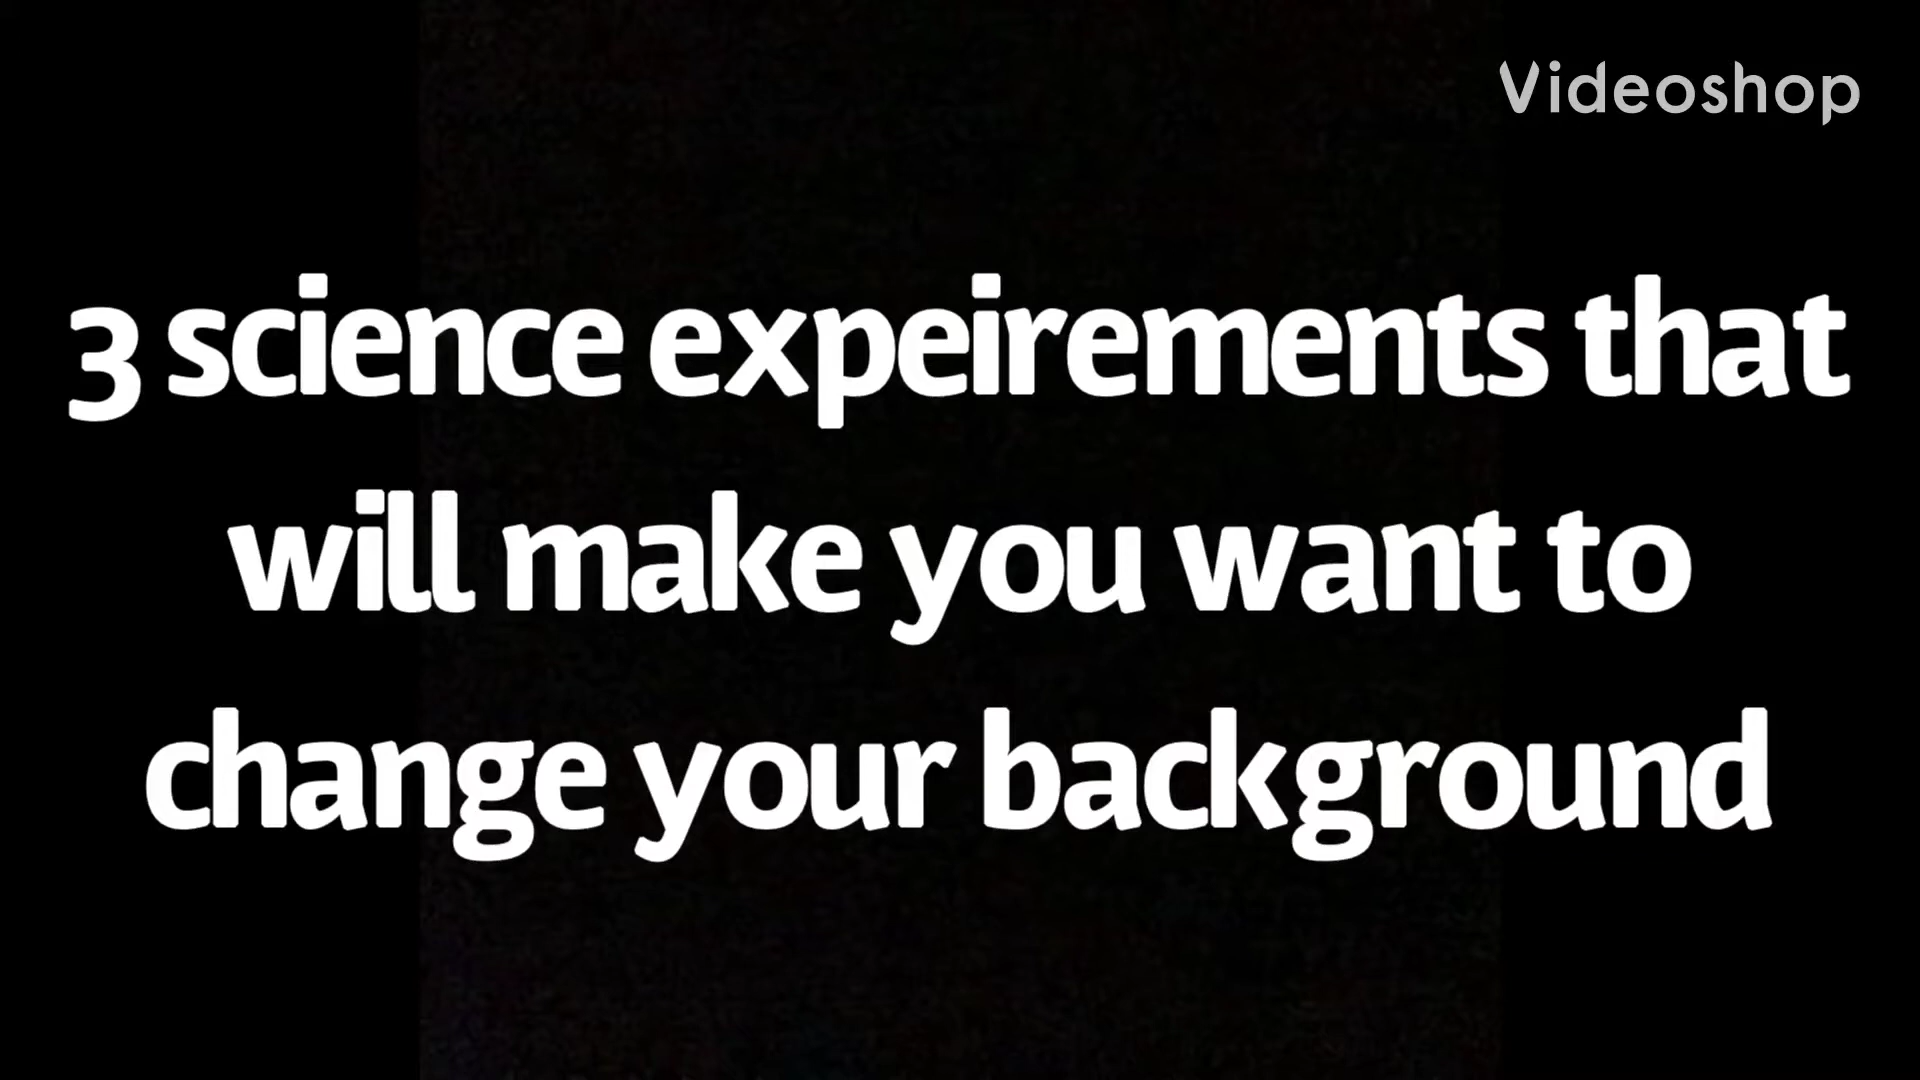 Videoshop
3 science expeirements that
will make you want to
change your background